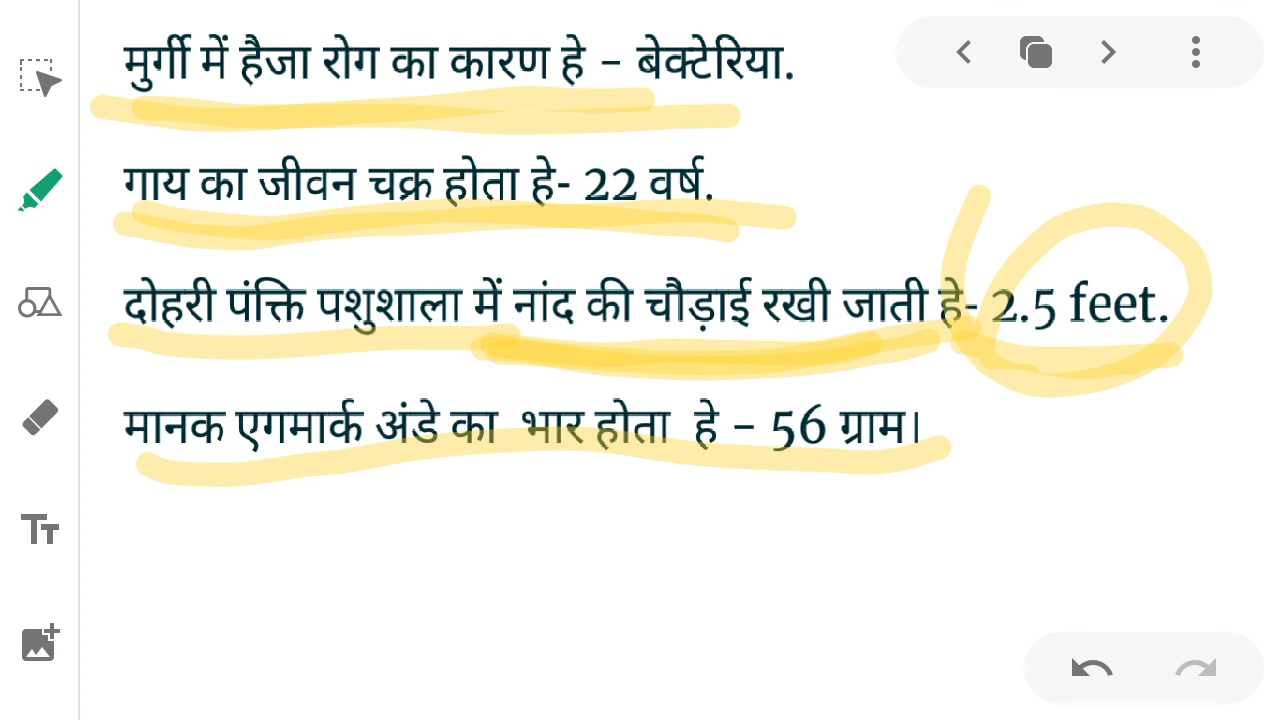 मुर्गी में हैजा रोग का कारण हे - बेक्टेरिया.
गाय का जीवन चक्र होता हे- 22 वर्ष.
दोहरी पंक्ति पशुशाला में नांद की चौड़ाई रखी जाती हे- 2.5 feet.
मानक एगमार्क अंडे का भार होता हे - 56 ग्राम।